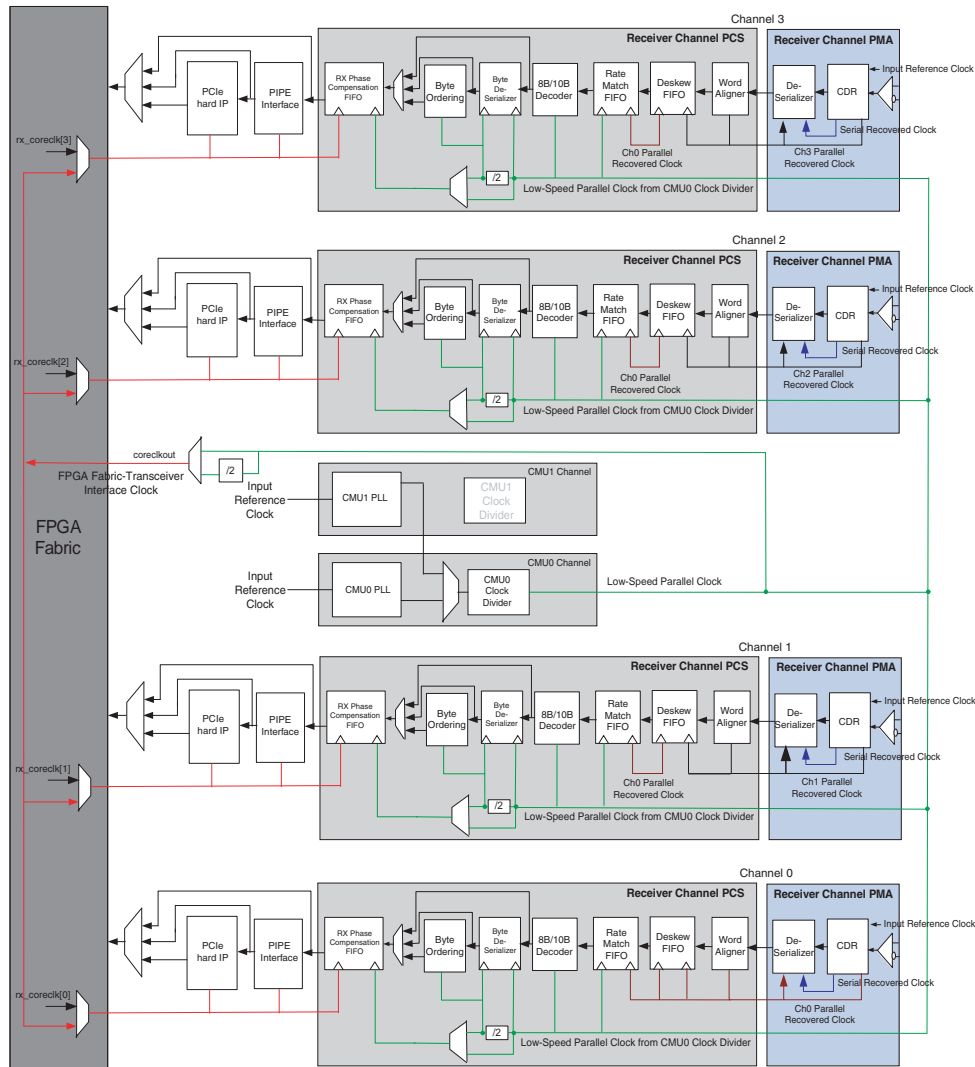 Channel 3
Receiver Channel PCS
Receiver Channel PMA
PCIe
hard IP
PIPE
Interface
RX Phase
Compensation
FIFO
Byte
Ordering
Byte
De-
Serializer
8B/10B
Decoder
Rate
Match
FIFO
Deskew
FIFO
Word
Aligner
De-
Serializer
CDR
Input Reference Clock
Serial Recovered Clock
rx_coreclk[3]
Ch0 Parallel
Recovered Clock
Ch3 Parallel
Recovered Clock
/2
Low-Speed Parallel Clock from CMU0 Clock Divider
Channel 2
Receiver Channel PCS
Receiver Channel PMA
PCIe
hard IP
PIPE
Interface
RX Phase
Compensation
FIFO
Byte
Ordering
Byte
De-
Serializer
8B/10B
Decoder
Rate
Match
FIFO
Deskew
FIFO
Word
Aligner
De-
Serializer
CDR
Input Reference Clock
Serial Recovered Clock
rx_coreclk[2]
Ch0 Parallel
Recovered Clock
Ch2 Parallel
Recovered Clock
/2
Low-Speed Parallel Clock from CMU0 Clock Divider
coreclkout
/2
FPGA Fabric-Transceiver
Interface Clock
FPGA
Fabric
Input
Reference
Clock
CMU1 PLL
CMU1
Clock
Divider
CMU1 Channel
Input
Reference
Clock
CMU0 PLL
CMU0
Clock
Divider
CMU0 Channel
Low-Speed Parallel Clock
Channel 1
Receiver Channel PCS
Receiver Channel PMA
PCIe
hard IP
PIPE
Interface
RX Phase
Compensation
FIFO
Byte
Ordering
Byte
De-
Serializer
8B/10B
Decoder
Rate
Match
FIFO
Deskew
FIFO
Word
Aligner
De-
Serializer
CDR
Input Reference Clock
Serial Recovered Clock
rx_coreclk[1]
Ch0 Parallel
Recovered Clock
Ch1 Parallel
Recovered Clock
/2
Low-Speed Parallel Clock from CMU0 Clock Divider
Channel 0
Receiver Channel PCS
Receiver Channel PMA
PCIe
hard IP
PIPE
Interface
RX Phase
Compensation
FIFO
Byte
Ordering
Byte
De-
Serializer
8B/10B
Decoder
Rate
Match
FIFO
Deskew
FIFO
Word
Aligner
De-
Serializer
CDR
Input Reference Clock
Serial Recovered Clock
rx_coreclk[0]
Ch0 Parallel
Recovered Clock
/2
Low-Speed Parallel Clock from CMU0 Clock Divider